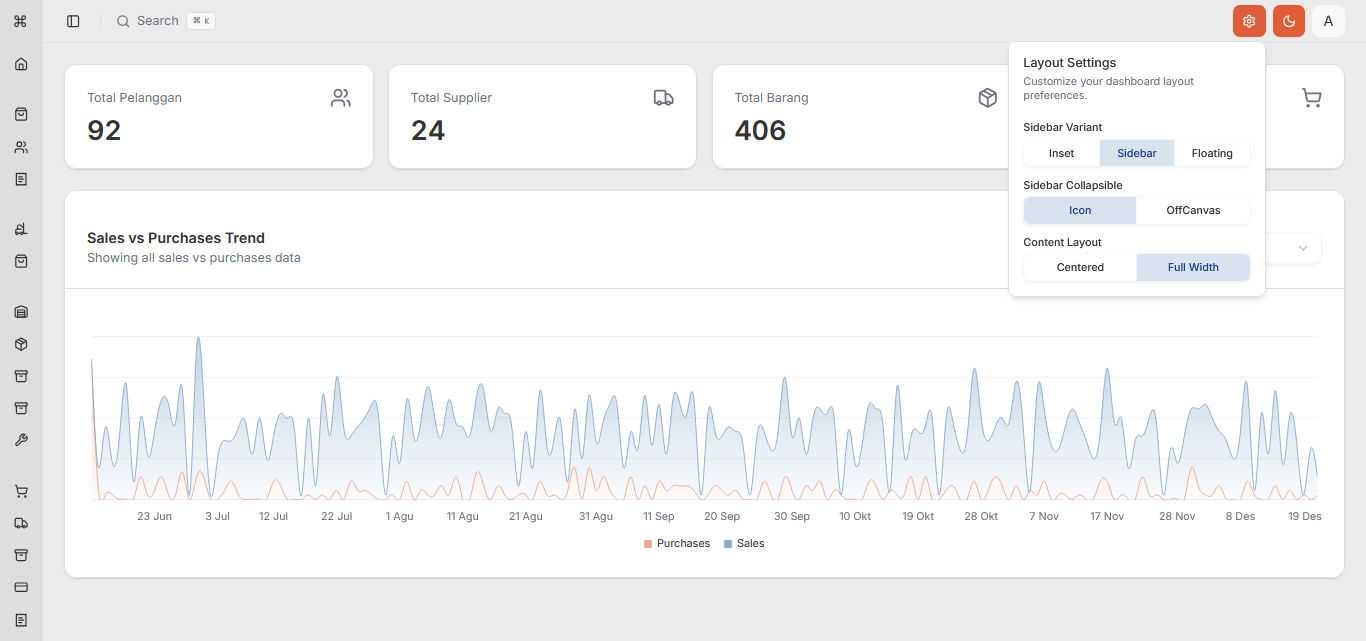 Search
⌘ K
A
Total Pelanggan
92
Total Supplier
24
Total Barang
406
Layout Settings
Customize your dashboard layout
preferences.
Sidebar Variant
Inset
Sidebar
Floating
Sidebar Collapsible
Icon
OffCanvas
Content Layout
Centered
Full Width
Sales vs Purchases Trend
Showing all sales vs purchases data
23 Jun
3 Jul
12 Jul
22 Jul
1 Agu
11 Agu
21 Agu
31 Agu
11 Sep
20 Sep
30 Sep
10 Okt
19 Okt
28 Okt
7 Nov
17 Nov
28 Nov
8 Des
19 Des
Purchases
Sales